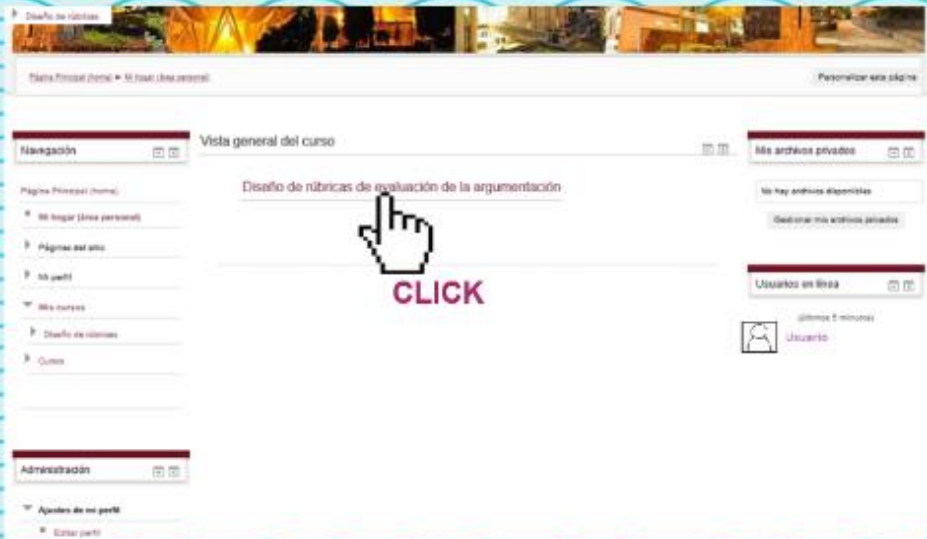 Diseño de rúbricas
Página Principal (home) ► Mi hogar (área personal)
Personalizar esta página
Navegación
Página Principal (home)
Mi hogar (área personal)
Páginas del sitio
Mi perfil
Mis cursos
Diseño de rúbricas
Cursos
Administración
Ajustes de mi perfil
Editar perfil
Vista general del curso
Diseño de rúbricas de evaluación de la argumentación
CLICK
Mis archivos privados
No hay archivos disponibles
Gestionar mis archivos privados
Usuarios en línea
(últimos 5 minutos)
Usuario